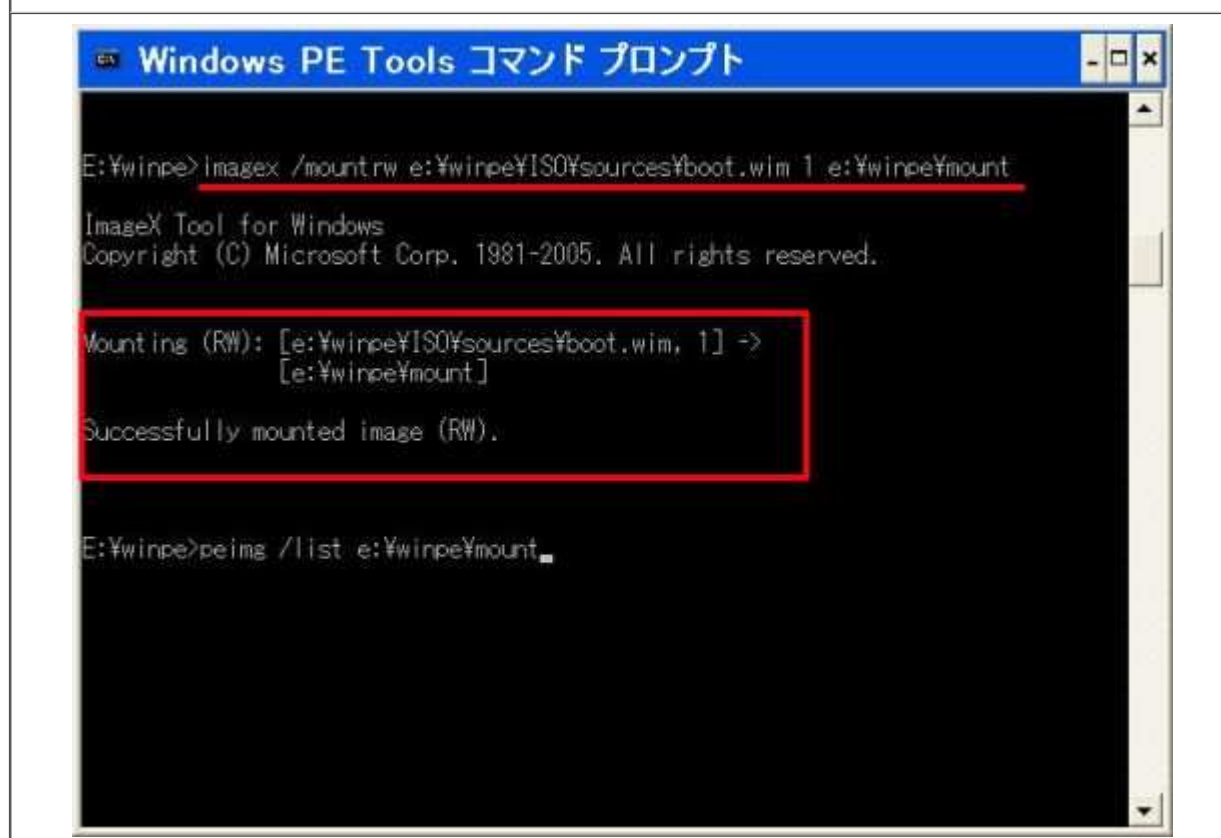 Windows PE Tools コマンド プロンプト
E:¥winpe>imagex /mountrw e:¥winpe¥ISO¥sources¥boot.wim 1 e:¥winpe¥mount
ImageX Tool for Windows
Copyright (C) Microsoft Corp. 1981-2005. All rights reserved.
Mounting (RW): [e:¥winpe¥ISO¥sources¥boot.wim, 1] ->
[e:¥winpe¥mount]
Successfully mounted image (RW).
E:¥winpe>peimg /list e:¥winpe¥mount